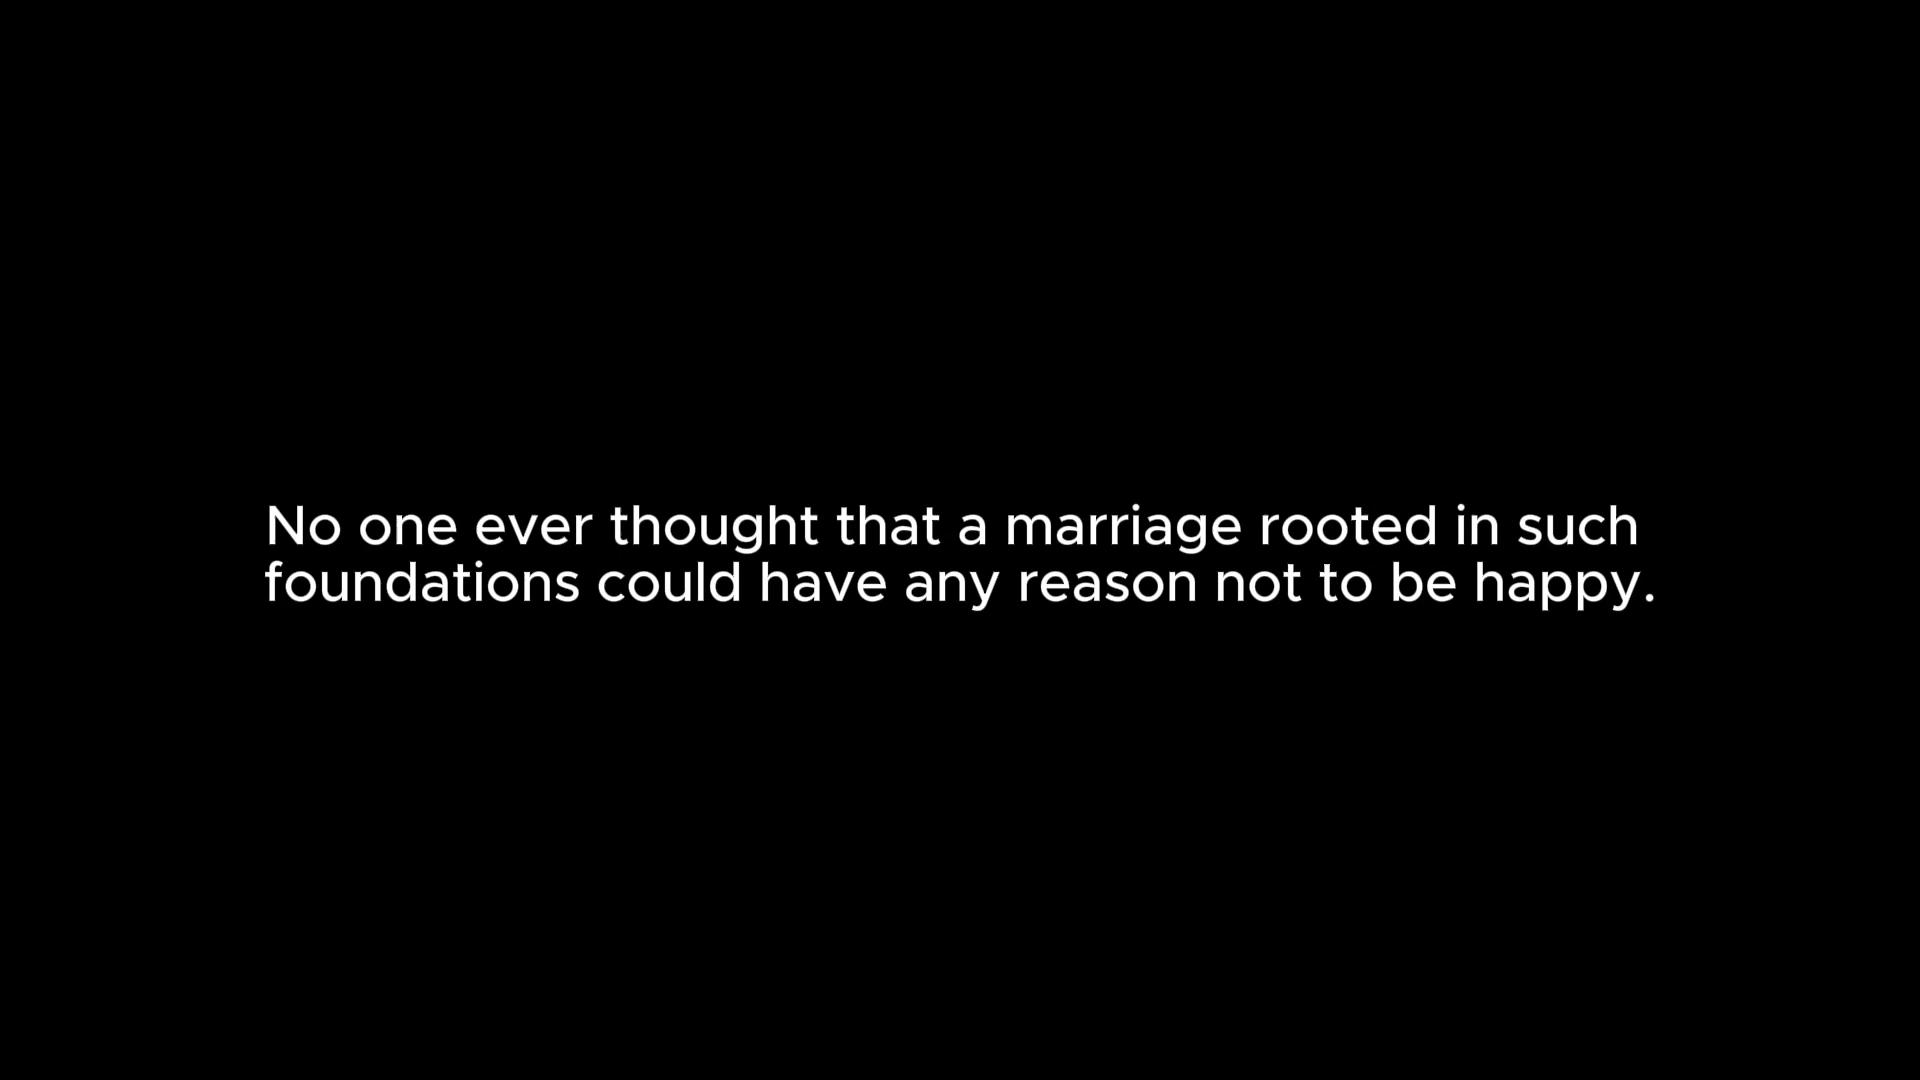 No one ever thought that a marriage rooted in such
foundations could have any reason not to be happy.